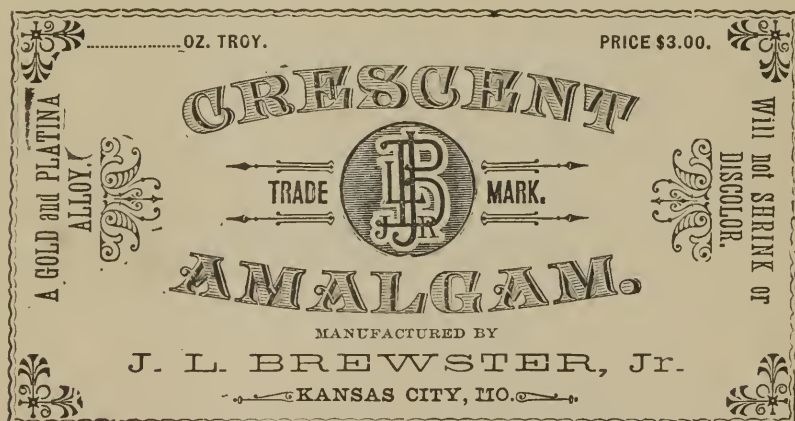 ....................OZ. TROY. PRICE $3.00.
CRESCENT
A GOLD and PLATINA
ALLOY.
TRADE JLB JR MARK.
Will not SHRINK or
DISCOLOR.
AMALGAM.
MANUFACTURED BY
J. L. BREWSTER, Jr.
KANSAS CITY, MO.